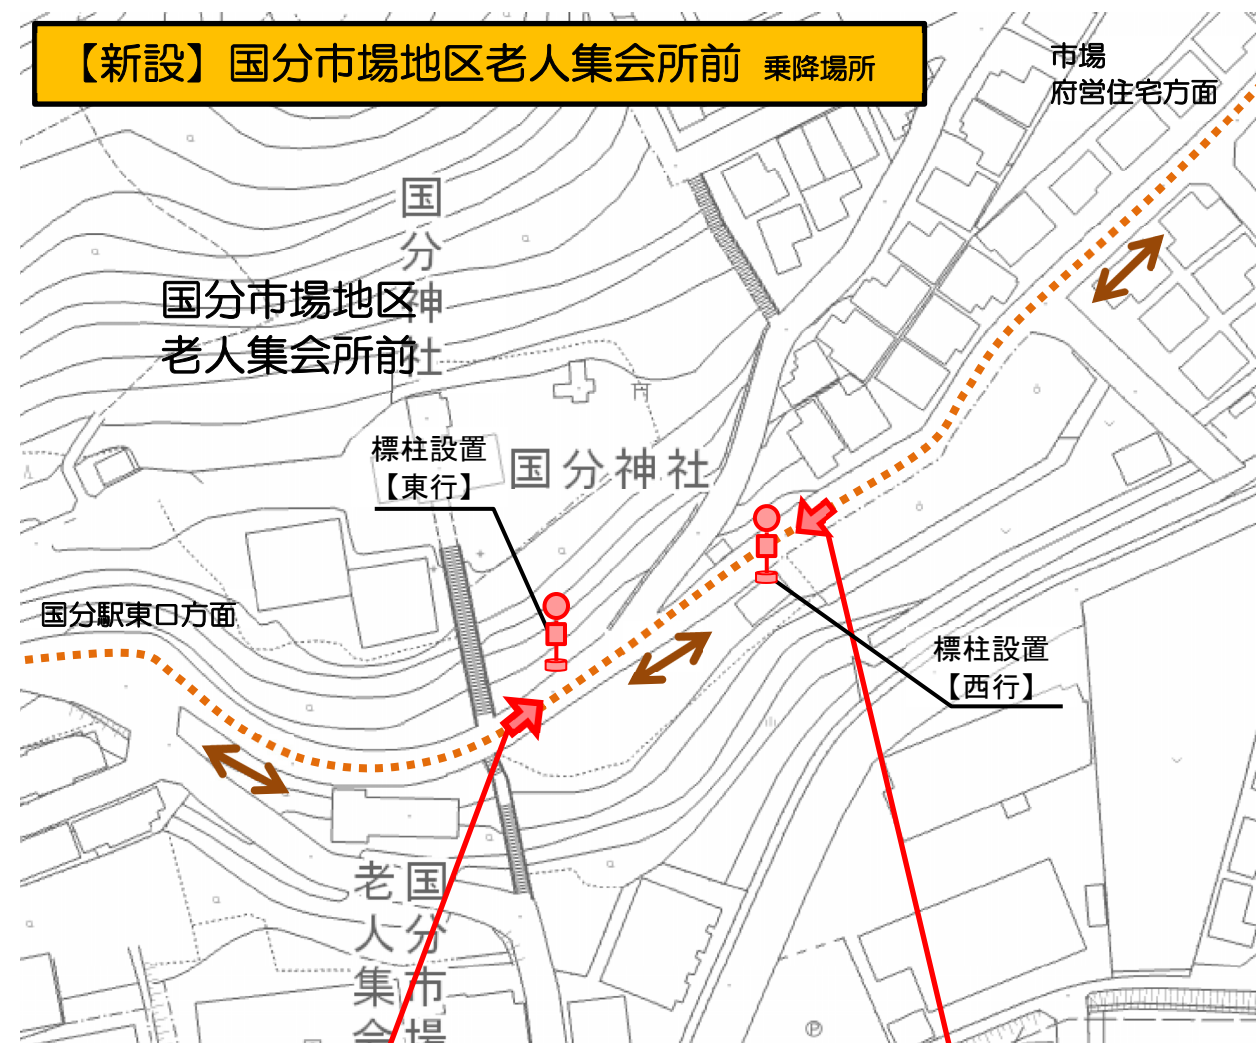 【新設】国分市場地区老人集会所前 乗降場所
市場
府営住宅方面
国分神社
国分市場地区
老人集会所前
標柱設置
【東行】
国分神社
国分駅東口方面
標柱設置
【西行】
国分市場
老人集会
P